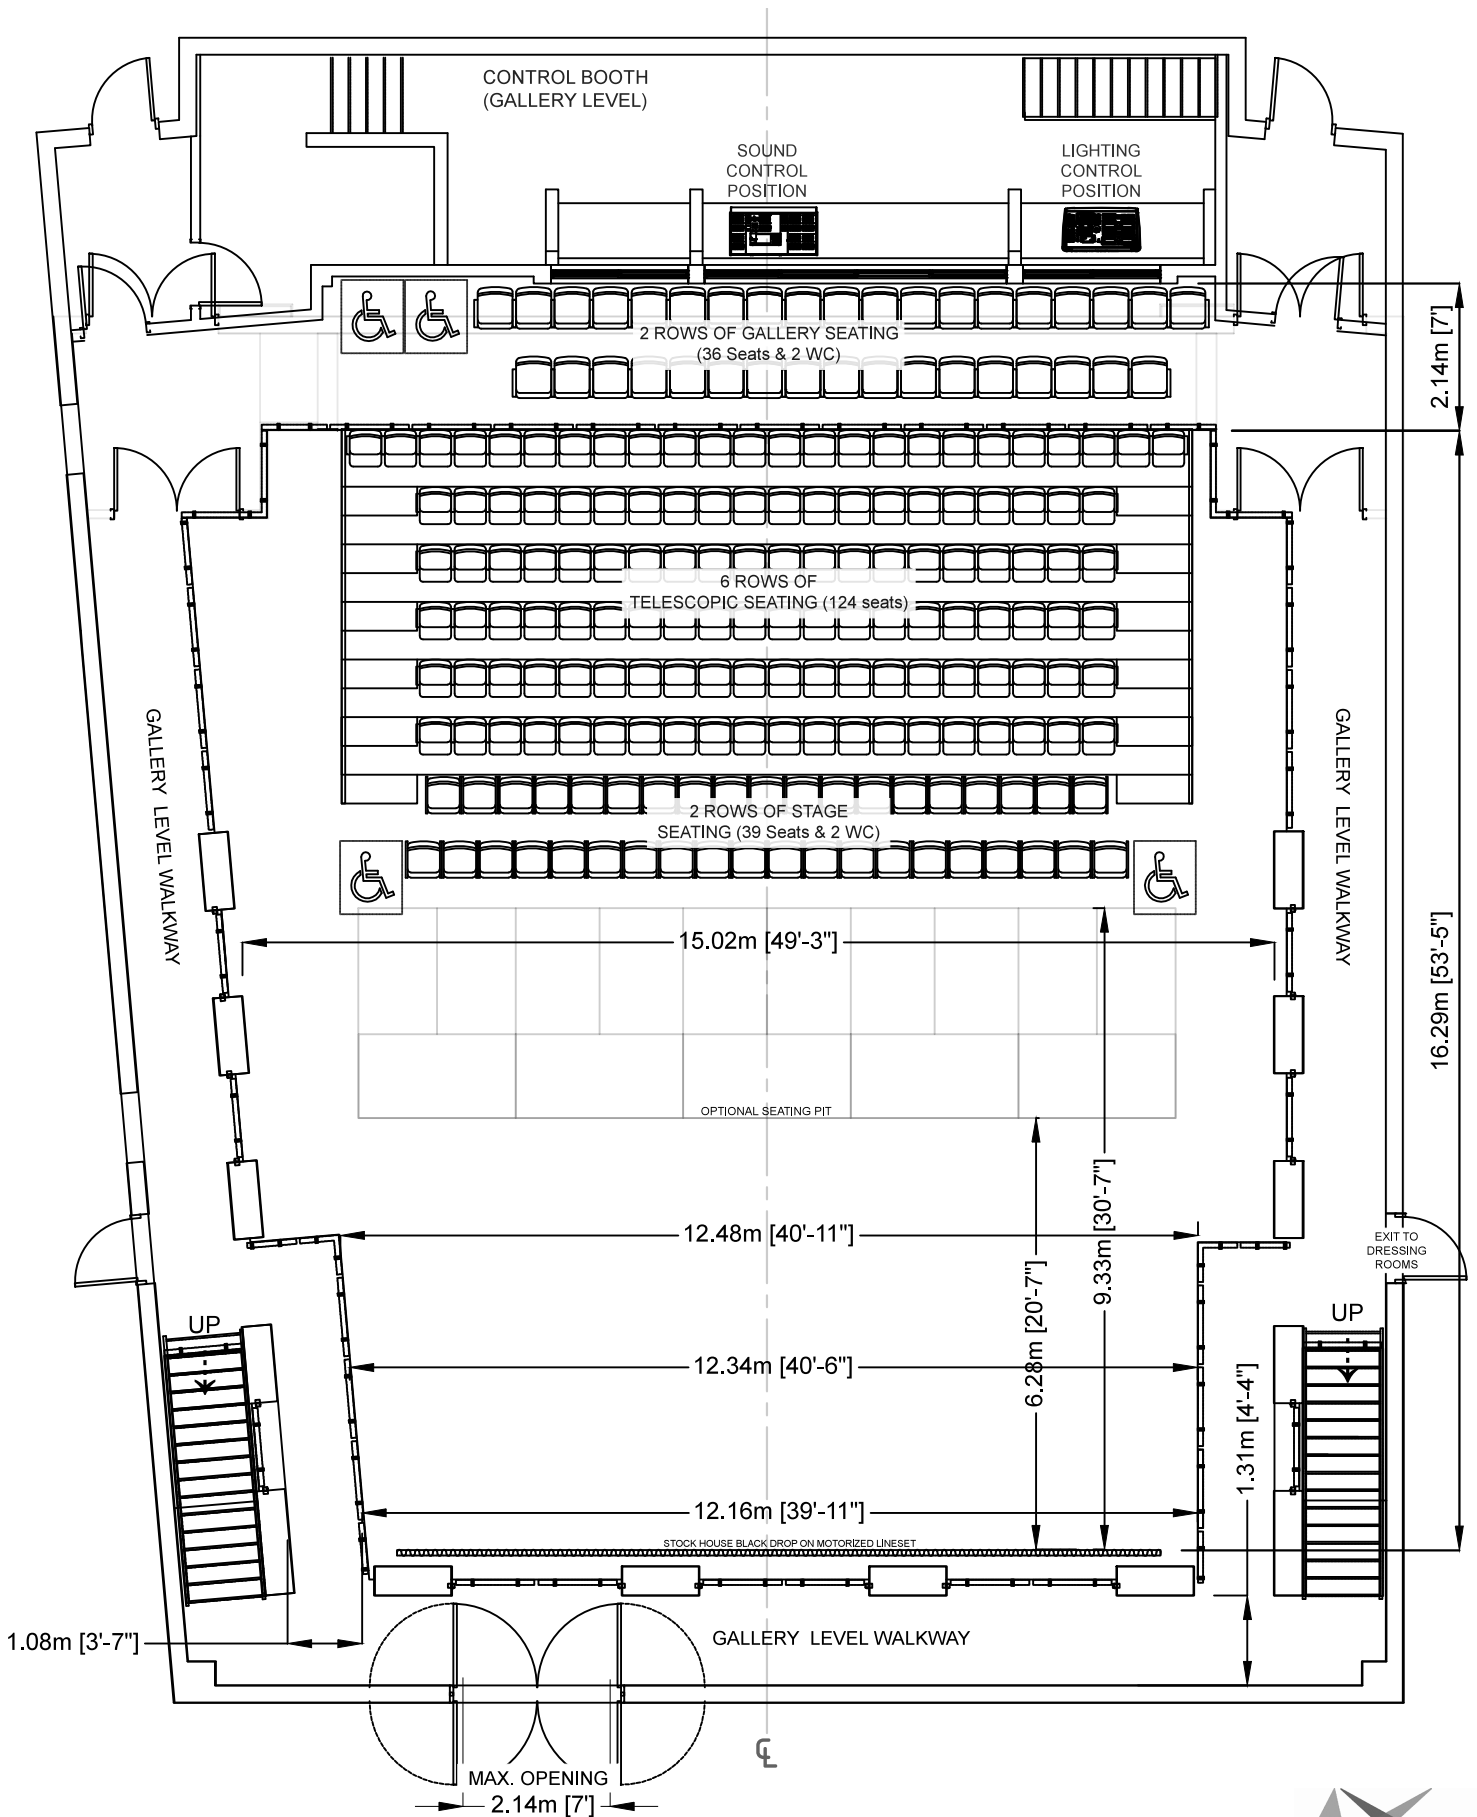 CONTROL BOOTH
(GALLERY LEVEL)
SOUND
CONTROL
POSITION
LIGHTING
CONTROL
POSITION
2 ROWS OF GALLERY SEATING
(36 Seats & 2 WC)
2.14m [7']
6 ROWS OF
TELESCOPIC SEATING (124 seats)
GALLERY LEVEL WALKWAY
GALLERY LEVEL WALKWAY
2 ROWS OF STAGE
SEATING (39 Seats & 2 WC)
15.02m [49'-3"]
16.29m [53'-5"]
OPTIONAL SEATING PIT
12.48m [40'-11"]
9.33m [30'-7"]
6.28m [20'-7"]
EXIT TO
DRESSING
ROOMS
UP
UP
12.34m [40'-6"]
1.31m [4'-4"]
12.16m [39'-11"]
STOCK HOUSE BLACK DROP ON MOTORIZED LINESET
1.08m [3'-7"]
GALLERY LEVEL WALKWAY
℄
MAX. OPENING
2.14m [7']